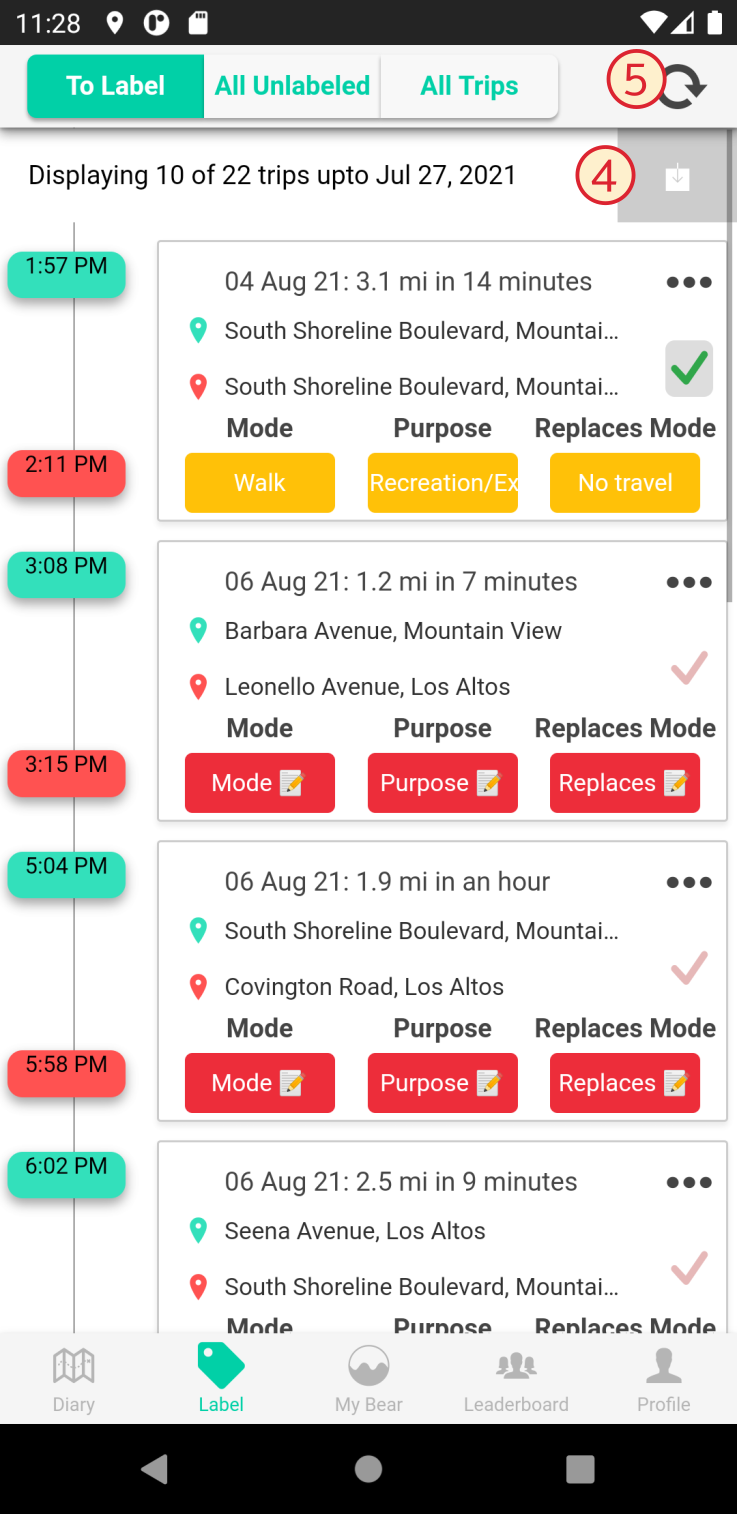 11:28
To Label
All Unlabeled
All Trips
5
Displaying 10 of 22 trips upto Jul 27, 2021
4
1:57 PM
04 Aug 21: 3.1 mi in 14 minutes
South Shoreline Boulevard, Mountai...
South Shoreline Boulevard, Mountai...
Mode
Purpose
Replaces Mode
2:11 PM
Walk
Recreation/Ex
No travel
3:08 PM
06 Aug 21: 1.2 mi in 7 minutes
Barbara Avenue, Mountain View
Leonello Avenue, Los Altos
Mode
Purpose
Replaces Mode
3:15 PM
Mode
Purpose
Replaces
5:04 PM
06 Aug 21: 1.9 mi in an hour
South Shoreline Boulevard, Mountai...
Covington Road, Los Altos
Mode
Purpose
Replaces Mode
5:58 PM
Mode
Purpose
Replaces
6:02 PM
06 Aug 21: 2.5 mi in 9 minutes
Seena Avenue, Los Altos
South Shoreline Boulevard, Mountai...
Mode
Purpose
Replaces Mode
Diary
Label
My Bear
Leaderboard
Profile